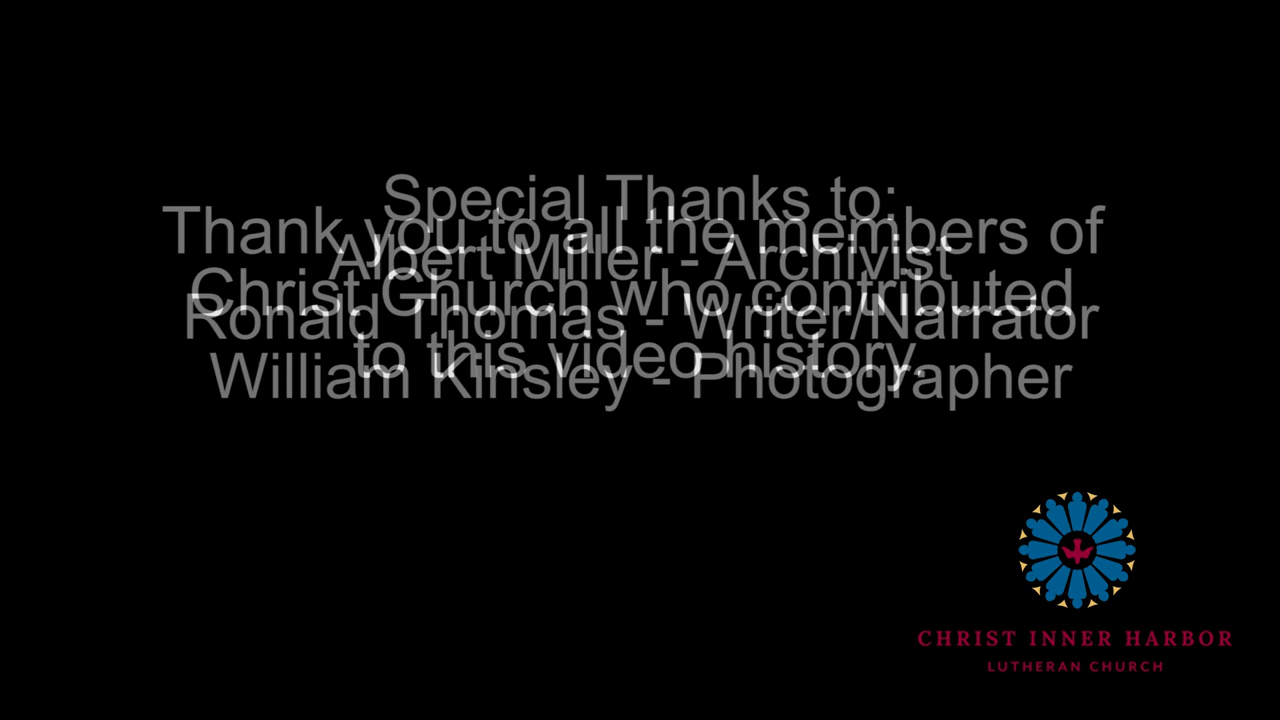 Special Thanks to:
Albert Miller - Archivist
Ronald Thomas - Writer/Narrator
William Kinsley - Photographer
Thank you to all the members of
Christ Church who contributed
to this video history.
CHRIST INNER HARBOR
LUTHERAN CHURCH